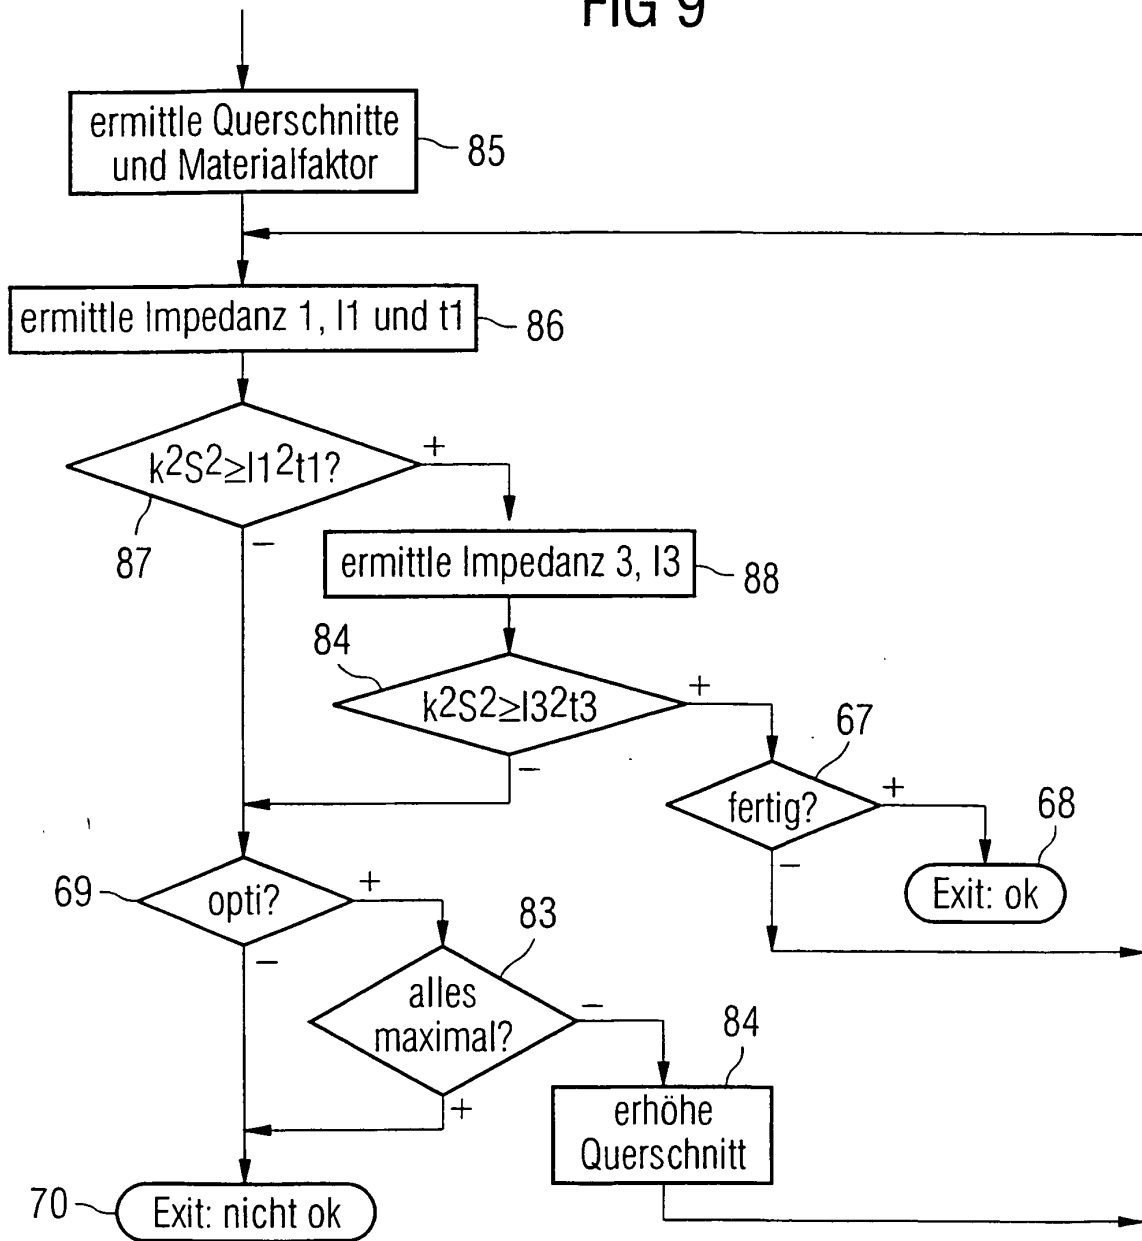 FIG 9
ermittle Querschnitte
und Materialfaktor
85
ermittle Impedanz 1, I1 und t1
86
k²S²≥I1²t1?
+
−
87
ermittle Impedanz 3, I3
88
84
k²S²≥I3²t3
+
−
67
fertig?
+
−
68
Exit: ok
69
opti?
+
−
83
alles
maximal?
−
+
84
erhöhe
Querschnitt
70
Exit: nicht ok